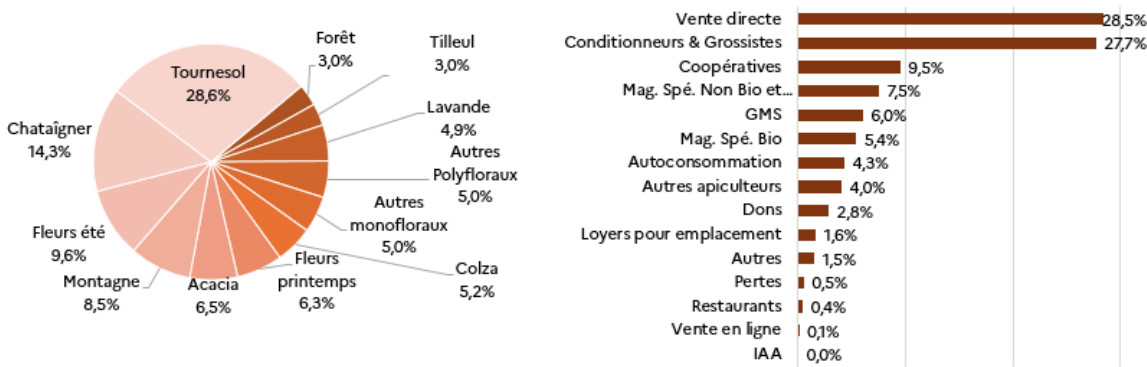 Forêt
3,0%
Tilleul
3,0%
Tournesol
28,6%
Lavande
4,9%
Chataîgner
14,3%
Autres
Polyfloraux
5,0%
Autres
monofloraux
5,0%
Fleurs été
9,6%
Colza
5,2%
Fleurs
printemps
6,3%
Montagne
8,5%
Acacia
6,5%
Vente directe
28,5%
Conditionneurs & Grossistes
27,7%
Coopératives
9,5%
Mag. Spé. Non Bio et...
7,5%
GMS
6,0%
Mag. Spé. Bio
5,4%
Autoconsommation
4,3%
Autres apiculteurs
4,0%
Dons
2,8%
Loyers pour emplacement
1,6%
Autres
1,5%
Pertes
0,5%
Restaurants
0,4%
Vente en ligne
0,1%
IAA
0,0%